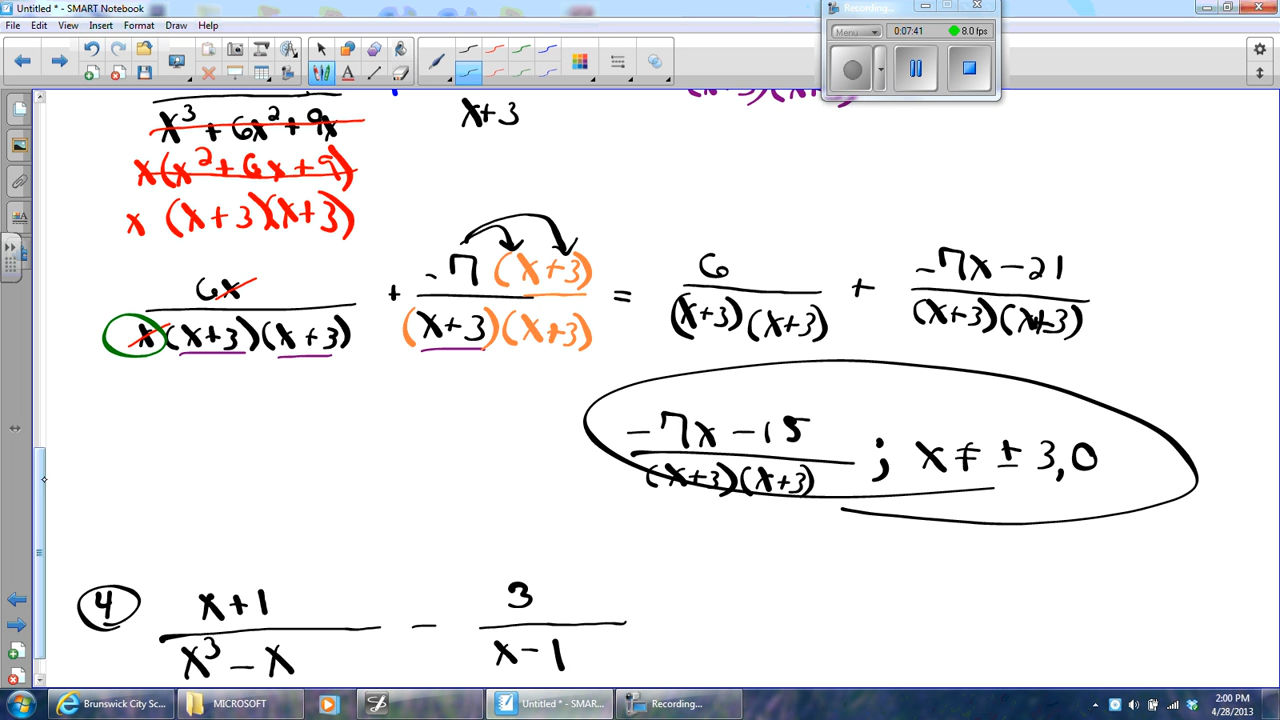 Untitled * - SMART Notebook
Recording...
File Edit View Insert Format Draw Help
Menu 0:07:41 8.0 fps
x³ + 6x² + 9x
x+3
x(x² + 6x + 9)
x (x+3)(x+3)
6x/x(x+3)(x+3) + -7(x+3)/(x+3)(x+3) = 6/(x+3)(x+3) + -7x-21/(x+3)(x+3)
-7x-15/(x+3)(x+3) ; x ≠ ± 3,0
4 x+1/x³-x - 3/x-1
Brunswick City Sc... MICROSOFT Untitled * - SMAR... Recording...
2:00 PM
4/28/2013